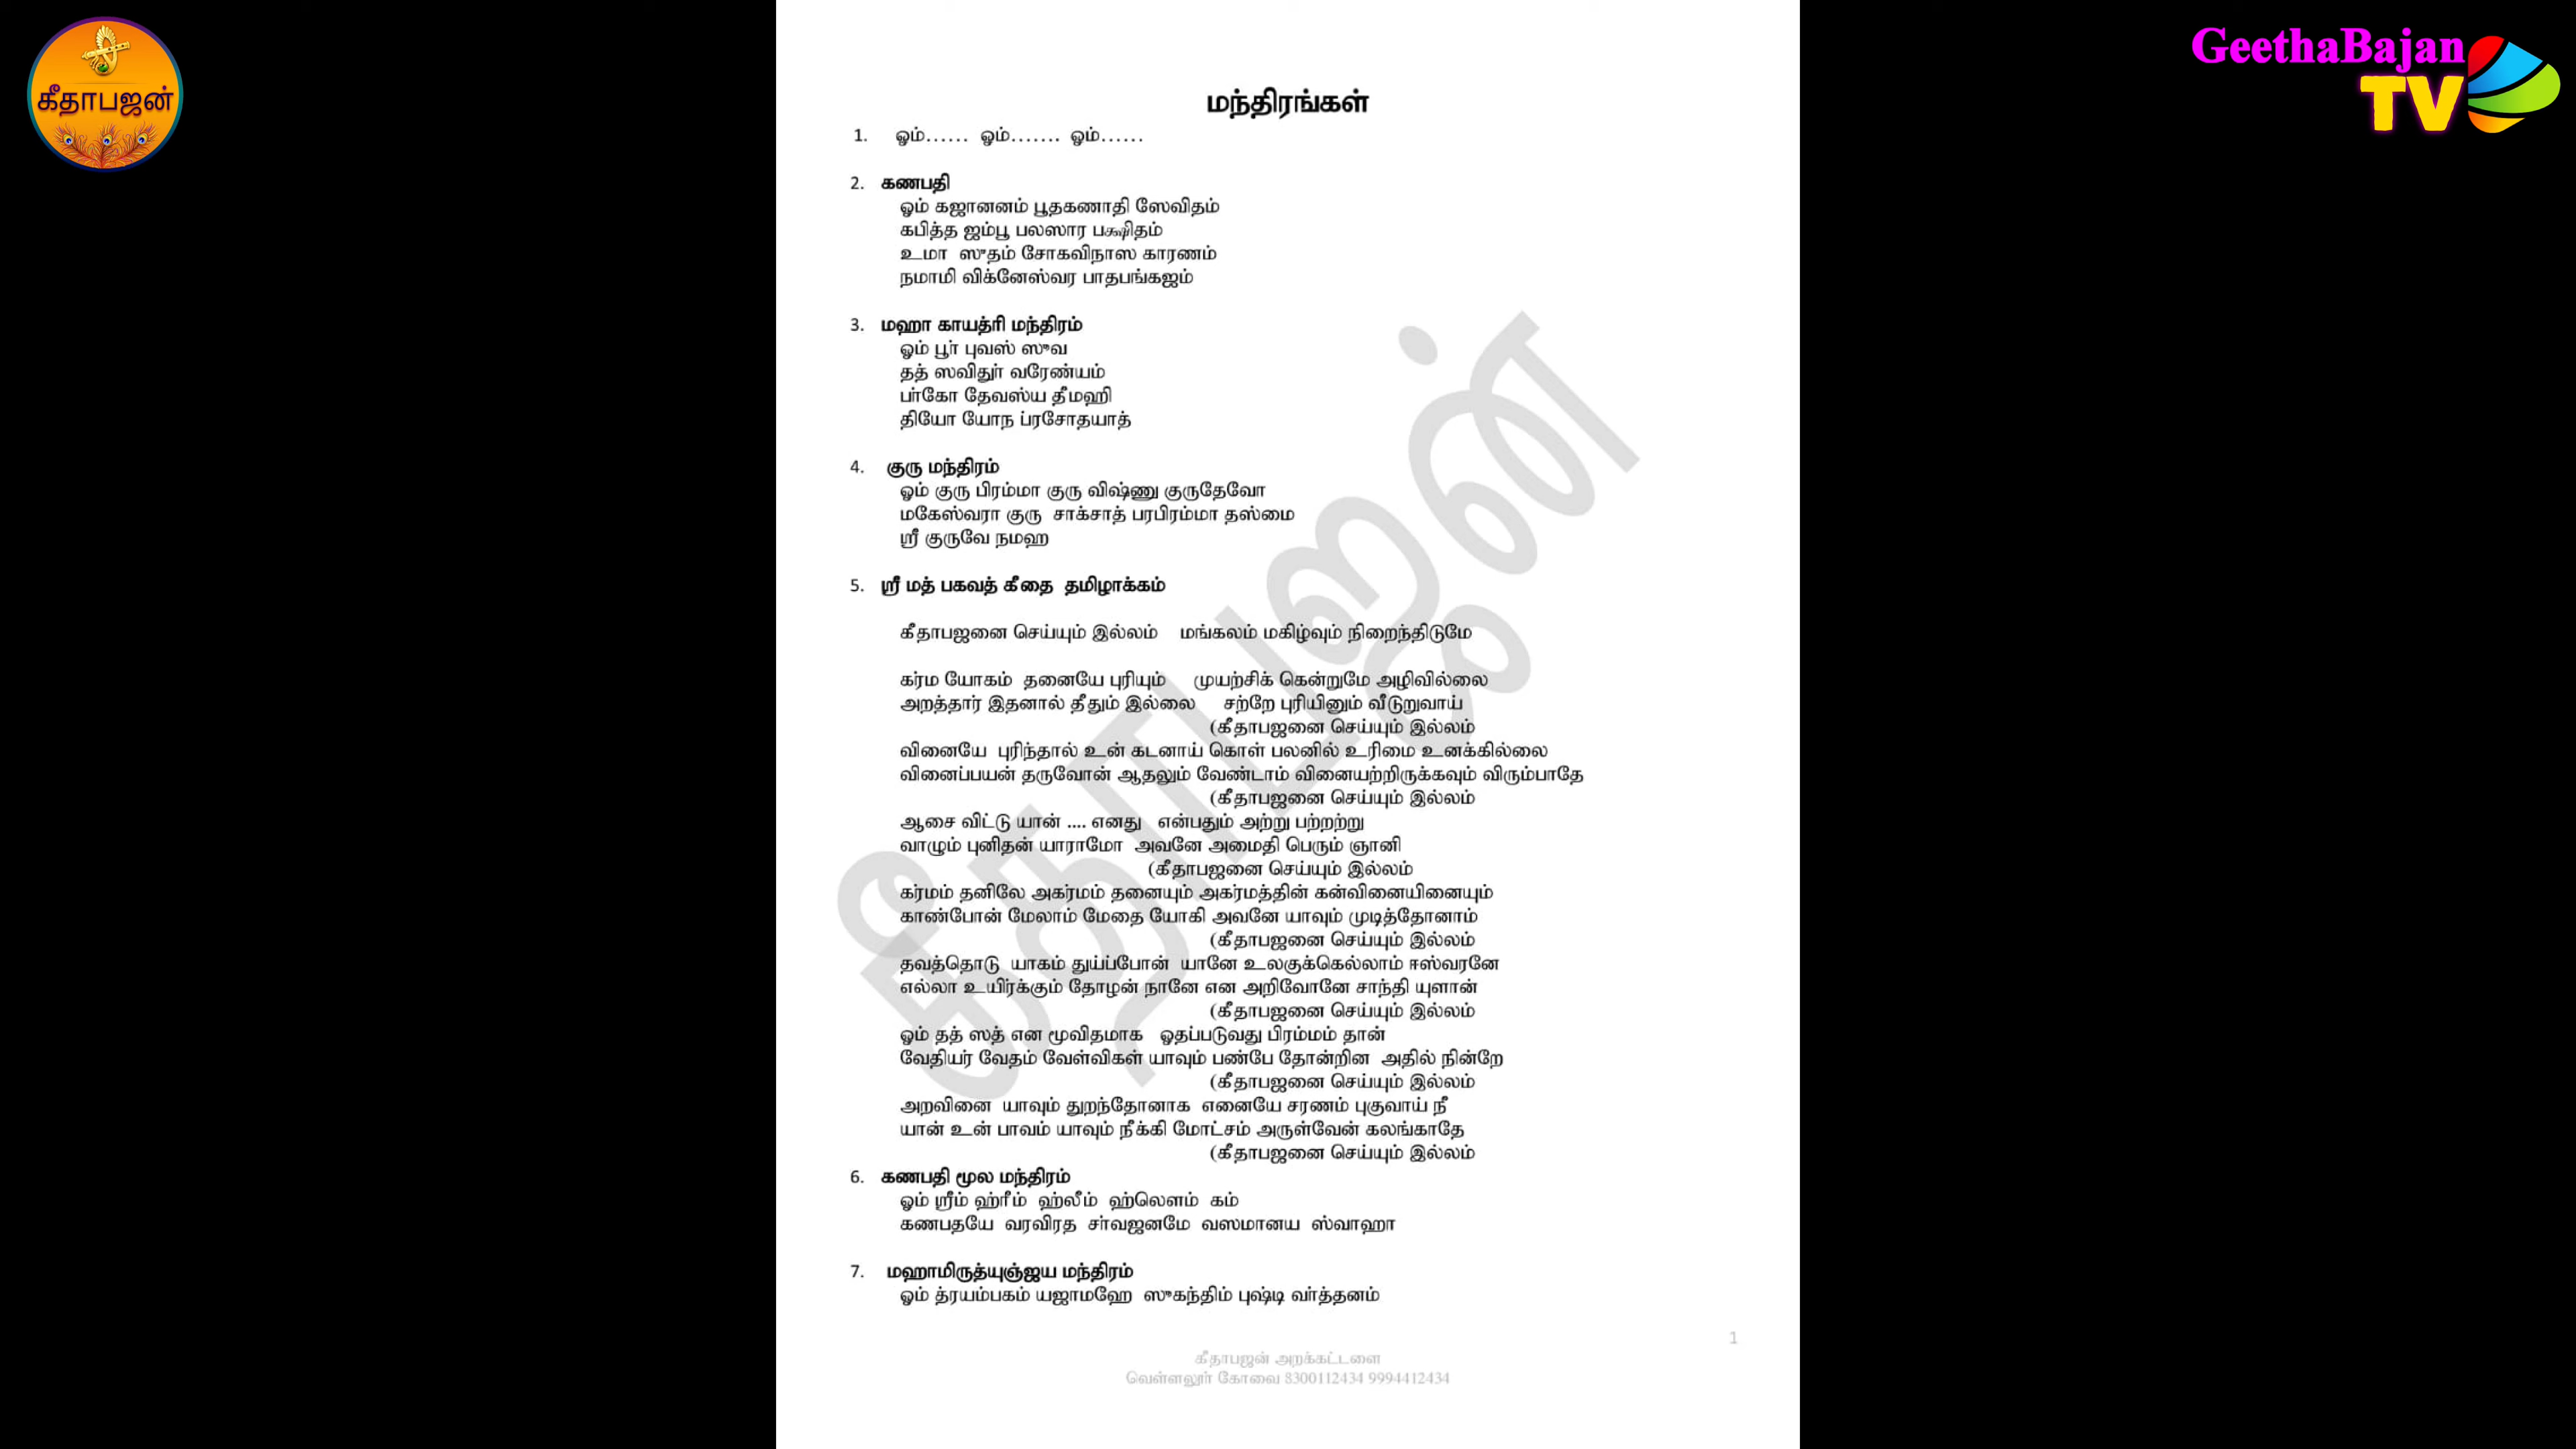 கீதாபஜன்
GeethaBajan
TV
மந்திரங்கள்
1. ஓம்...... ஓம்....... ஓம்......
2. கணபதி
ஓம் கஜானனம் பூதகணாதி ஸேவிதம்
கபித்த ஜம்பூ பலஸார பக்ஷிதம்
உமா ஸுதம் சோகவிநாஸ காரணம்
நமாமி விக்னேஸ்வர பாதபங்கஜம்
3. மஹா காயத்ரி மந்திரம்
ஓம் பூர் புவஸ் ஸுவ
தத் ஸவிதுர் வரேண்யம்
பர்கோ தேவஸ்ய தீமஹி
தியோ யோந ப்ரசோதயாத்
4. குரு மந்திரம்
ஓம் குரு பிரம்மா குரு விஷ்ணு குருதேவோ
மகேஸ்வரா குரு சாக்சாத் பரபிரம்மா தஸ்மை
ஸ்ரீ குருவே நமஹ
5. ஸ்ரீ மத் பகவத் கீதை தமிழாக்கம்
கீதாபஜனை செய்யும் இல்லம் மங்கலம் மகிழ்வும் நிறைந்திடுமே
கர்ம யோகம் தனையே புரியும் முயற்சிக் கென்றுமே அழிவில்லை
அறத்தார் இதனால் தீதும் இல்லை சற்றே புரியினும் வீடுறுவாய்
(கீதாபஜனை செய்யும் இல்லம்
வினையே புரிந்தால் உன் கடனாய் கொள் பலனில் உரிமை உனக்கில்லை
வினைப்பயன் தருவோன் ஆதலும் வேண்டாம் வினையற்றிருக்கவும் விரும்பாதே
(கீதாபஜனை செய்யும் இல்லம்
ஆசை விட்டு யான் .... எனது என்பதும் அற்று பற்றற்று
வாழும் புனிதன் யாராமோ அவனே அமைதி பெரும் ஞானி
(கீதாபஜனை செய்யும் இல்லம்
கர்மம் தனிலே அகர்மம் தனையும் அகர்மத்தின் கன்வினையினையும்
காண்போன் மேலாம் மேதை யோகி அவனே யாவும் முடித்தோனாம்
(கீதாபஜனை செய்யும் இல்லம்
தவத்தொடு யாகம் துய்ப்போன் யானே உலகுக்கெல்லாம் ஈஸ்வரனே
எல்லா உயிர்க்கும் தோழன் நானே என அறிவோனே சாந்தி யுளான்
(கீதாபஜனை செய்யும் இல்லம்
ஓம் தத் ஸத் என மூவிதமாக ஓதப்படுவது பிரம்மம் தான்
வேதியர் வேதம் வேள்விகள் யாவும் பண்பே தோன்றின அதில் நின்றே
(கீதாபஜனை செய்யும் இல்லம்
அறவினை யாவும் துறந்தோனாக எனையே சரணம் புகுவாய் நீ
யான் உன் பாவம் யாவும் நீக்கி மோட்சம் அருள்வேன் கலங்காதே
(கீதாபஜனை செய்யும் இல்லம்
6. கணபதி மூல மந்திரம்
ஓம் ஸ்ரீம் ஹ்ரீம் ஹ்லீம் ஹ்லௌம் கம்
கணபதயே வரவிரத சர்வஜனமே வஸமானய ஸ்வாஹா
7. மஹாமிருத்யுஞ்ஜய மந்திரம்
ஓம் த்ரயம்பகம் யஜாமஹே ஸுகந்திம் புஷ்டி வர்த்தனம்
1
கீதாபஜன் அறக்கட்டளை
வெள்ளலூர் கோவை 8300112434 9994412434
கீதாபஜன்